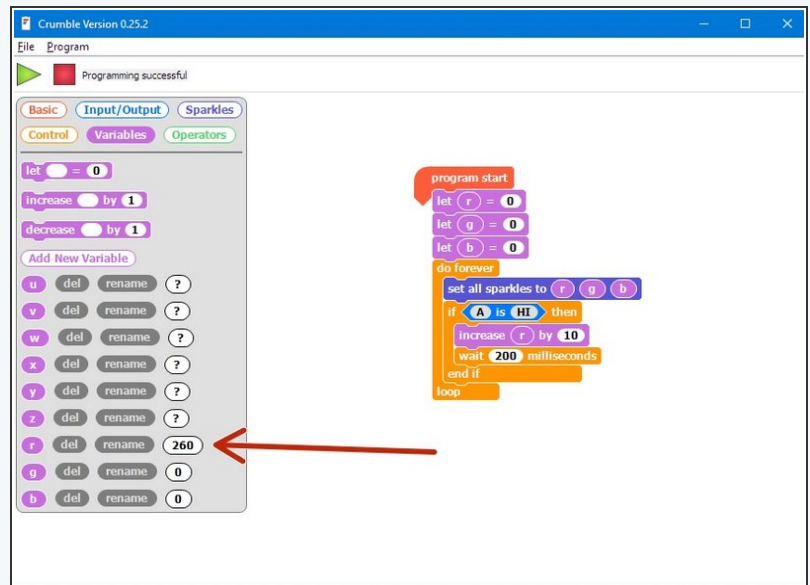 Crumble Version 0.25.2
File Program
Programming successful
Basic Input/Output Sparkles
Control Variables Operators
let = 0
increase by 1
decrease by 1
Add New Variable
u del rename ?
v del rename ?
w del rename ?
x del rename ?
y del rename ?
z del rename ?
r del rename 260
g del rename 0
b del rename 0
program start
let r = 0
let g = 0
let b = 0
do forever
set all sparkles to r g b
if A is HI then
increase r by 10
wait 200 milliseconds
end if
loop